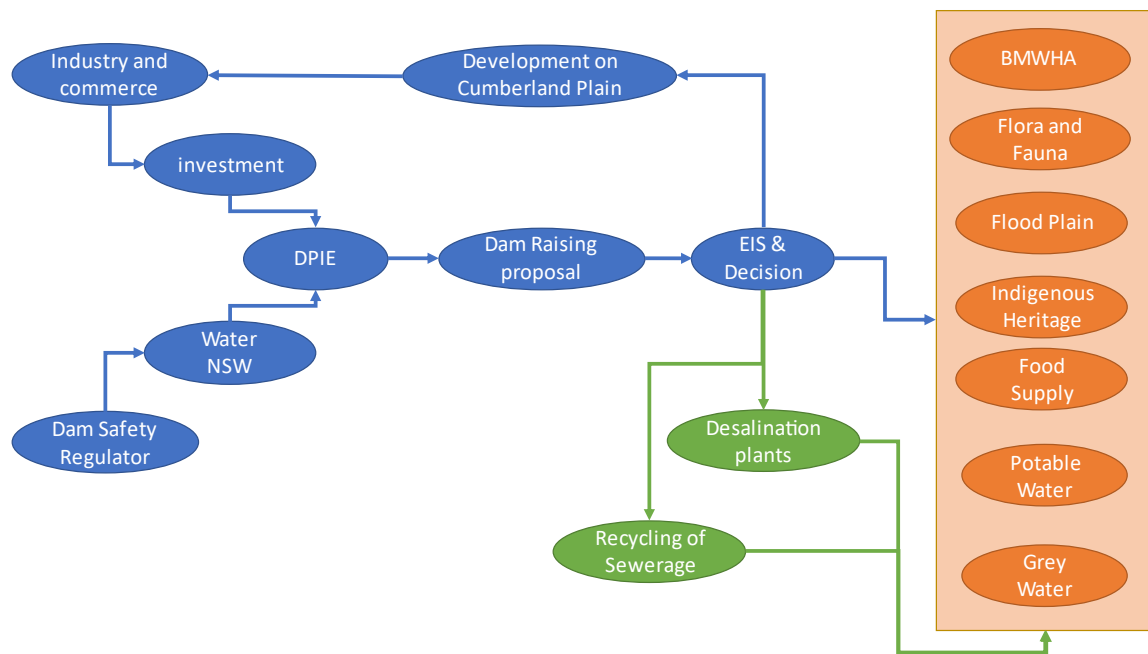 Industry and
commerce
Development on
Cumberland Plain
investment
DPIE
Dam Raising
proposal
EIS &
Decision
Water
NSW
Dam Safety
Regulator
Desalination
plants
Recycling of
Sewerage
BMWHA
Flora and
Fauna
Flood Plain
Indigenous
Heritage
Food
Supply
Potable
Water
Grey
Water